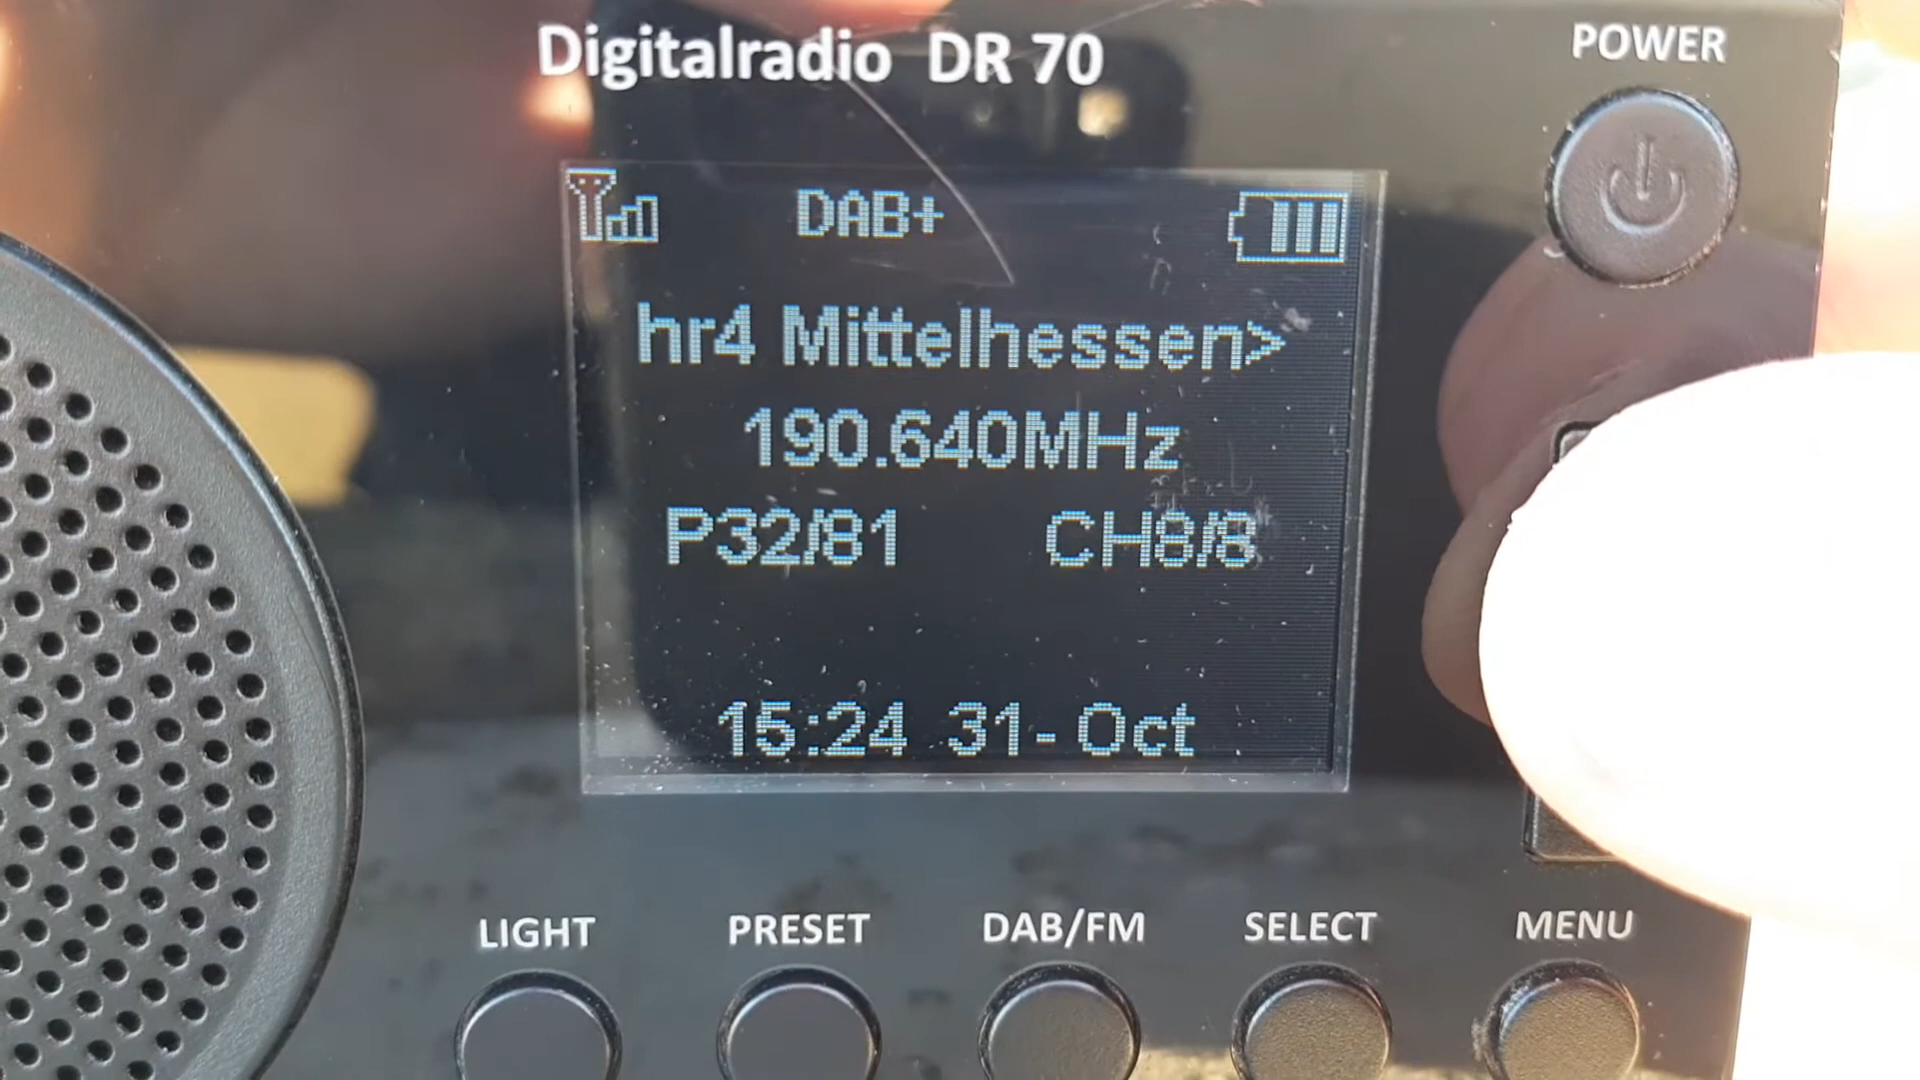 Digitalradio DR 70
POWER
DAB+
hr4 Mittelhessen>
190.640MHz
P32/81 CH8/8
15:24 31-Oct
LIGHT PRESET DAB/FM SELECT MENU